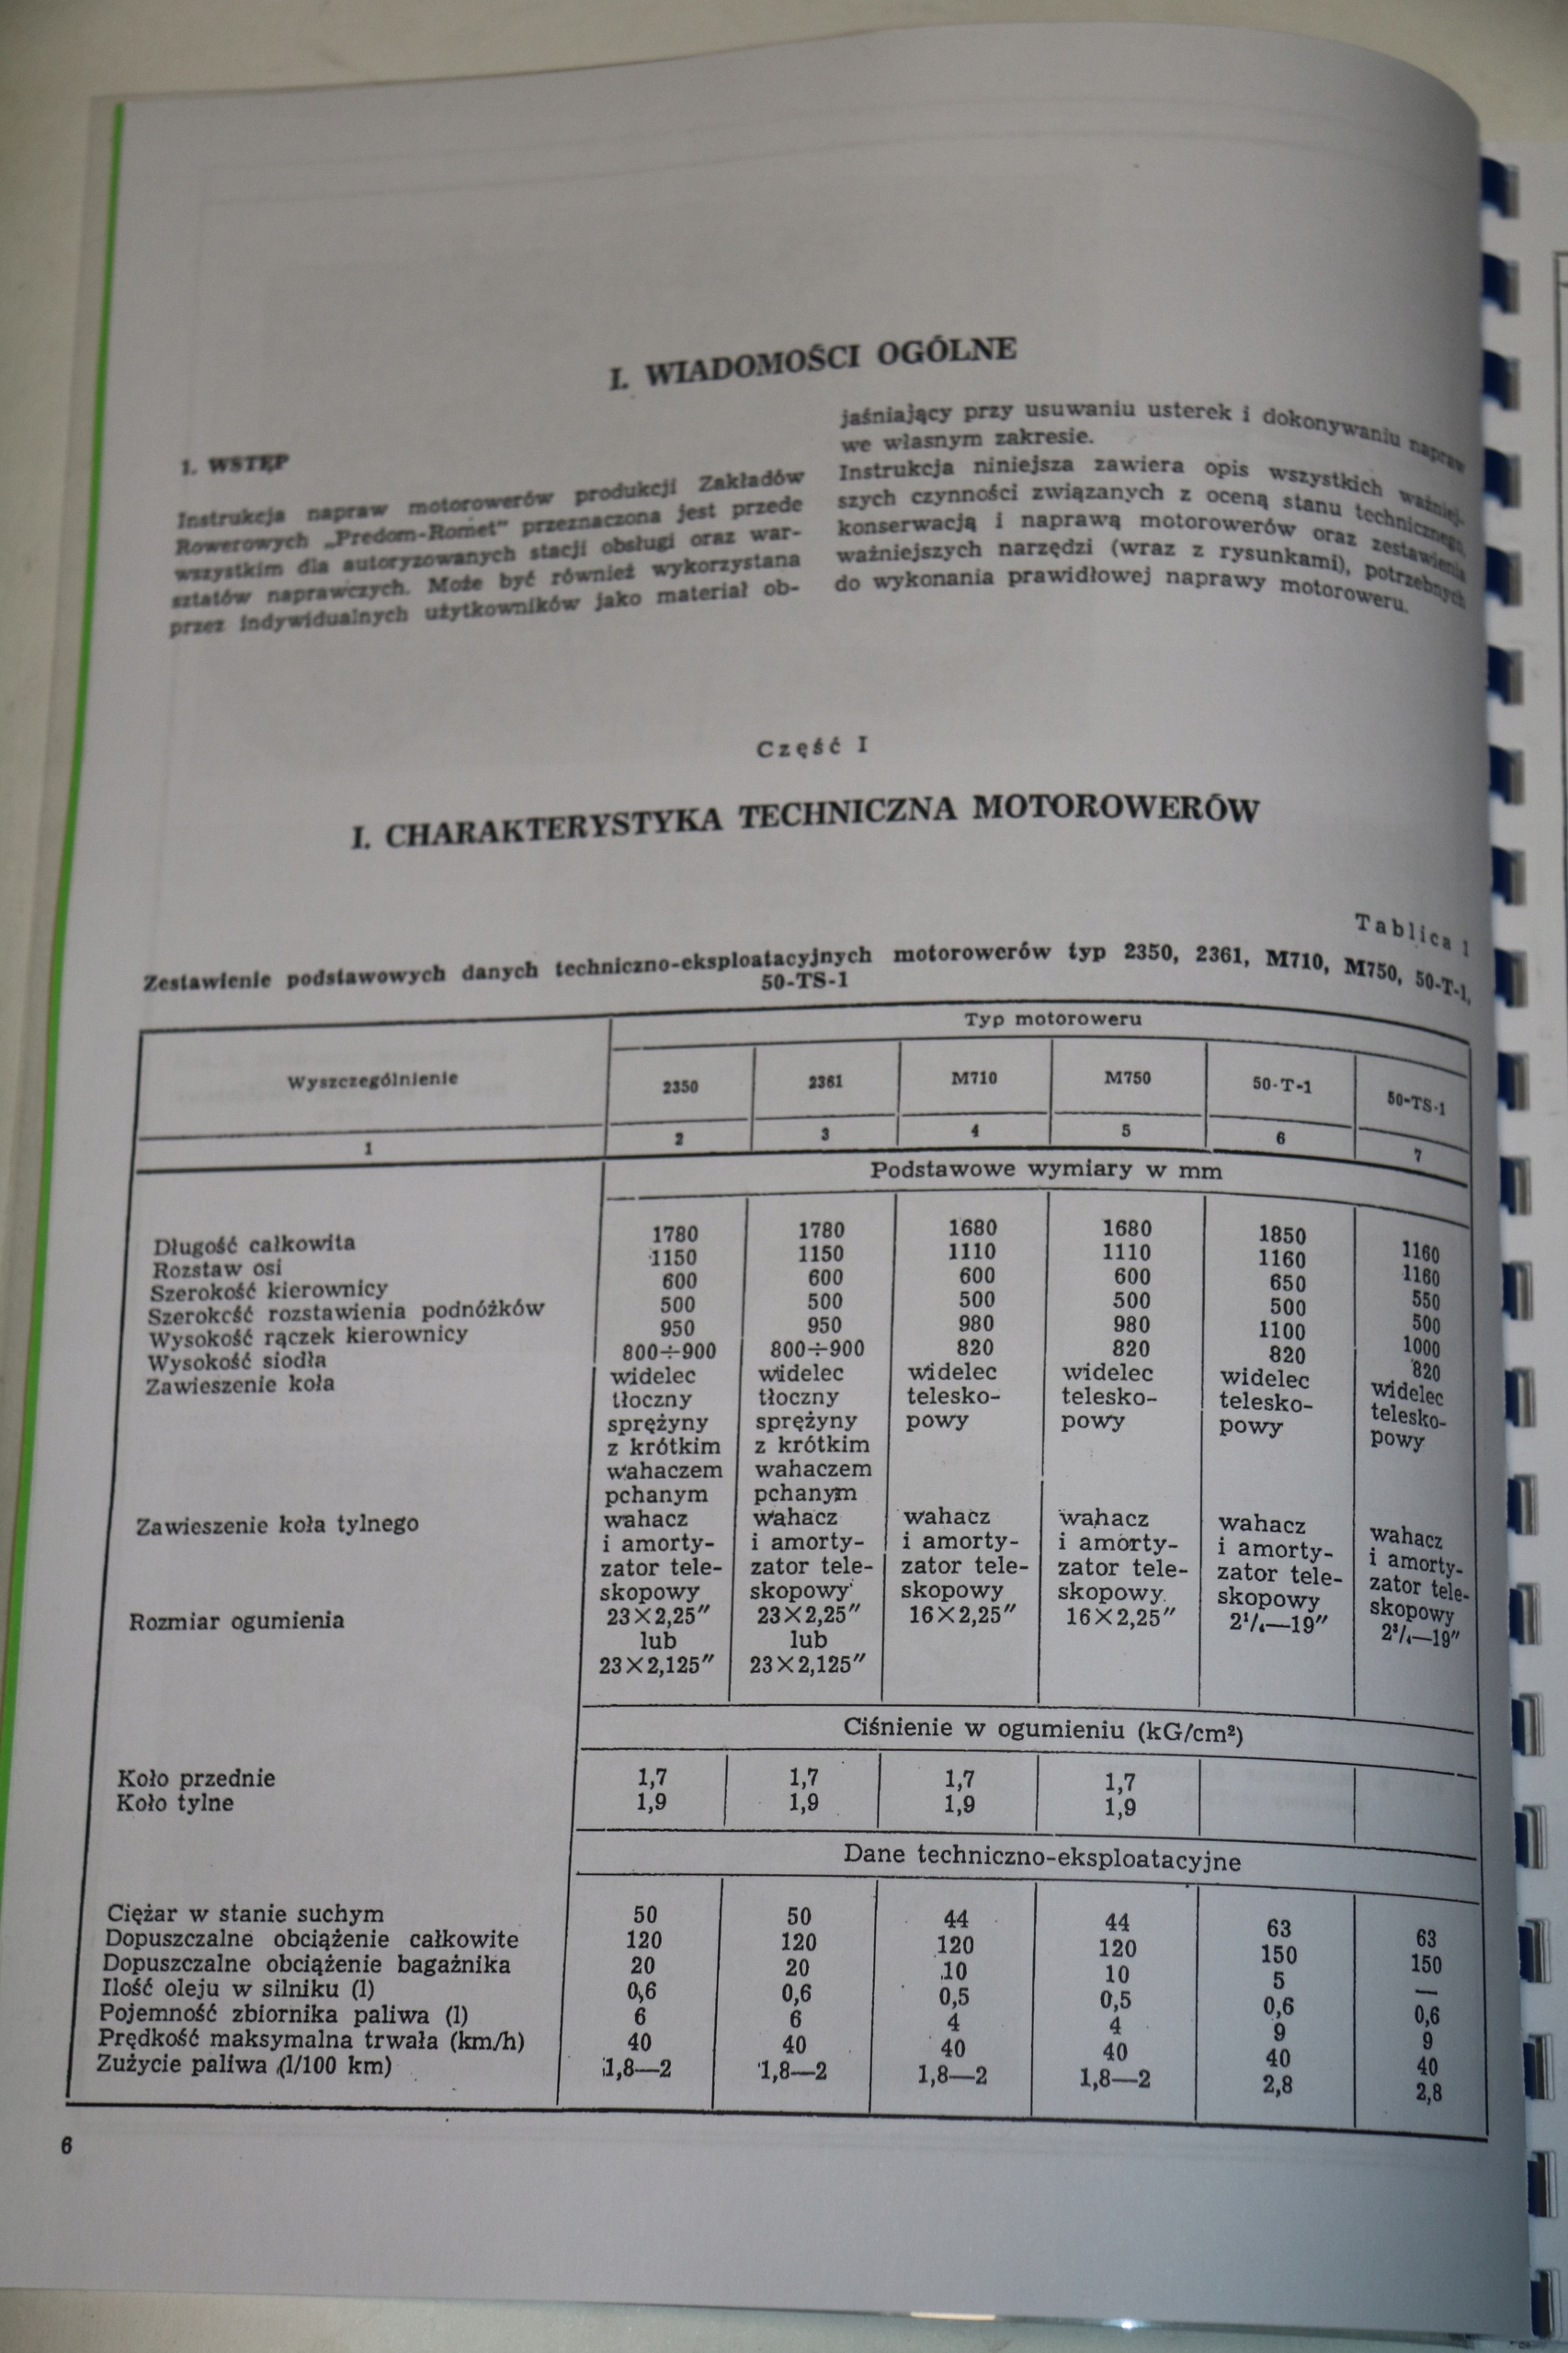 I. WIADOMOŚCI OGÓLNE
1. WSTĘP
Instrukcja napraw motorowerów produkcji Zakładów
Rowerowych „Predom-Romet" przeznaczona jest przede
wszystkim dla autoryzowanych stacji obsługi oraz war-
sztatów naprawczych. Może być również wykorzystana
przez indywidualnych użytkowników jako materiał ob-
jaśniający przy usuwaniu usterek i dokonywaniu napraw
we własnym zakresie.
Instrukcja niniejsza zawiera opis wszystkich ważniej-
szych czynności związanych z oceną stanu technicznego,
konserwacją i naprawą motorowerów oraz zestawienia
ważniejszych narzędzi (wraz z rysunkami), potrzebnych
do wykonania prawidłowej naprawy motoroweru.
Część I
I. CHARAKTERYSTYKA TECHNICZNA MOTOROWERÓW
Tablica 1
Zestawienie podstawowych danych techniczno-eksploatacyjnych motorowerów typ 2350, 2361, M710, M750, 50-T-1,
50-TS-1
Typ motoroweru
Wyszczególnienie 2350 2361 M710 M750 50-T-1 50-TS-1
1 2 3 4 5 6 7
Podstawowe wymiary w mm
Długość całkowita 1780 1780 1680 1680 1850 1160
Rozstaw osi 1150 1150 1110 1110 1160 1160
Szerokość kierownicy 600 600 600 600 650 550
Szerokcść rozstawienia podnóżków 500 500 500 500 500 500
Wysokość rączek kierownicy 950 950 980 980 1100 1000
Wysokość siodła 800÷900 800÷900 820 820 820 820
Zawieszenie koła widelec widelec widelec widelec widelec widelec
tłoczny tłoczny telesko- telesko- telesko- telesko-
sprężyny sprężyny powy powy powy powy
z krótkim z krótkim
wahaczem wahaczem
pchanym pchanym
Zawieszenie koła tylnego wahacz wahacz wahacz wahacz wahacz wahacz
i amorty- i amorty- i amorty- i amorty- i amorty- i amorty-
zator tele- zator tele- zator tele- zator tele- zator tele- zator tele-
skopowy skopowy skopowy skopowy skopowy skopowy
Rozmiar ogumienia 23×2,25" 23×2,25" 16×2,25" 16×2,25" 2¹/₄—19" —19"
lub lub
23×2,125" 23×2,125"
Ciśnienie w ogumieniu (kG/cm²)
Koło przednie 1,7 1,7 1,7 1,7
Koło tylne 1,9 1,9 1,9 1,9
Dane techniczno-eksploatacyjne
Ciężar w stanie suchym 50 50 44 44 63 63
Dopuszczalne obciążenie całkowite 120 120 120 120 150 150
Dopuszczalne obciążenie bagażnika 20 20 10 10 5 —
Ilość oleju w silniku (l) 0,6 0,6 0,5 0,5 0,6 0,6
Pojemność zbiornika paliwa (l) 6 6 4 4 9 9
Prędkość maksymalna trwała (km/h) 40 40 40 40 40 40
Zużycie paliwa (l/100 km) 1,8—2 1,8—2 1,8—2 1,8—2 2,8 2,8
6